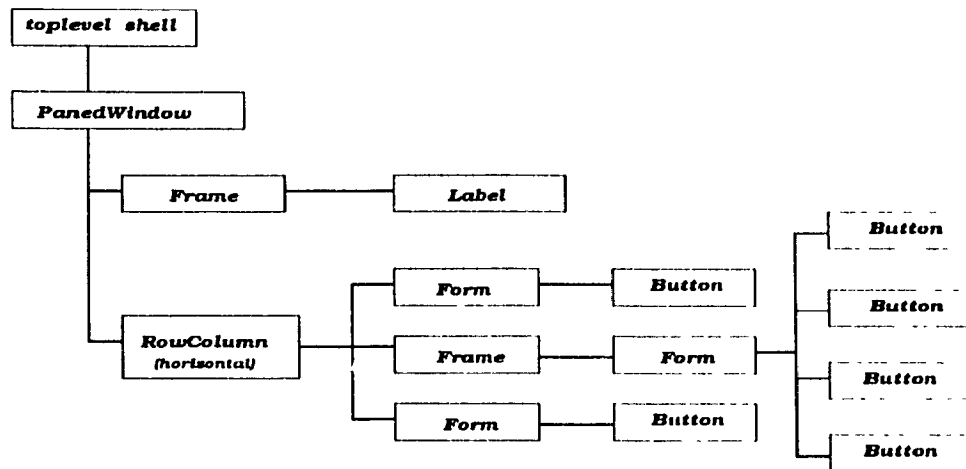 toplevel shell
PanedWindow
Frame
Label
Button
Form
Button
Button
RowColumn
(horisontal)
Frame
Form
Button
Form
Button
Button